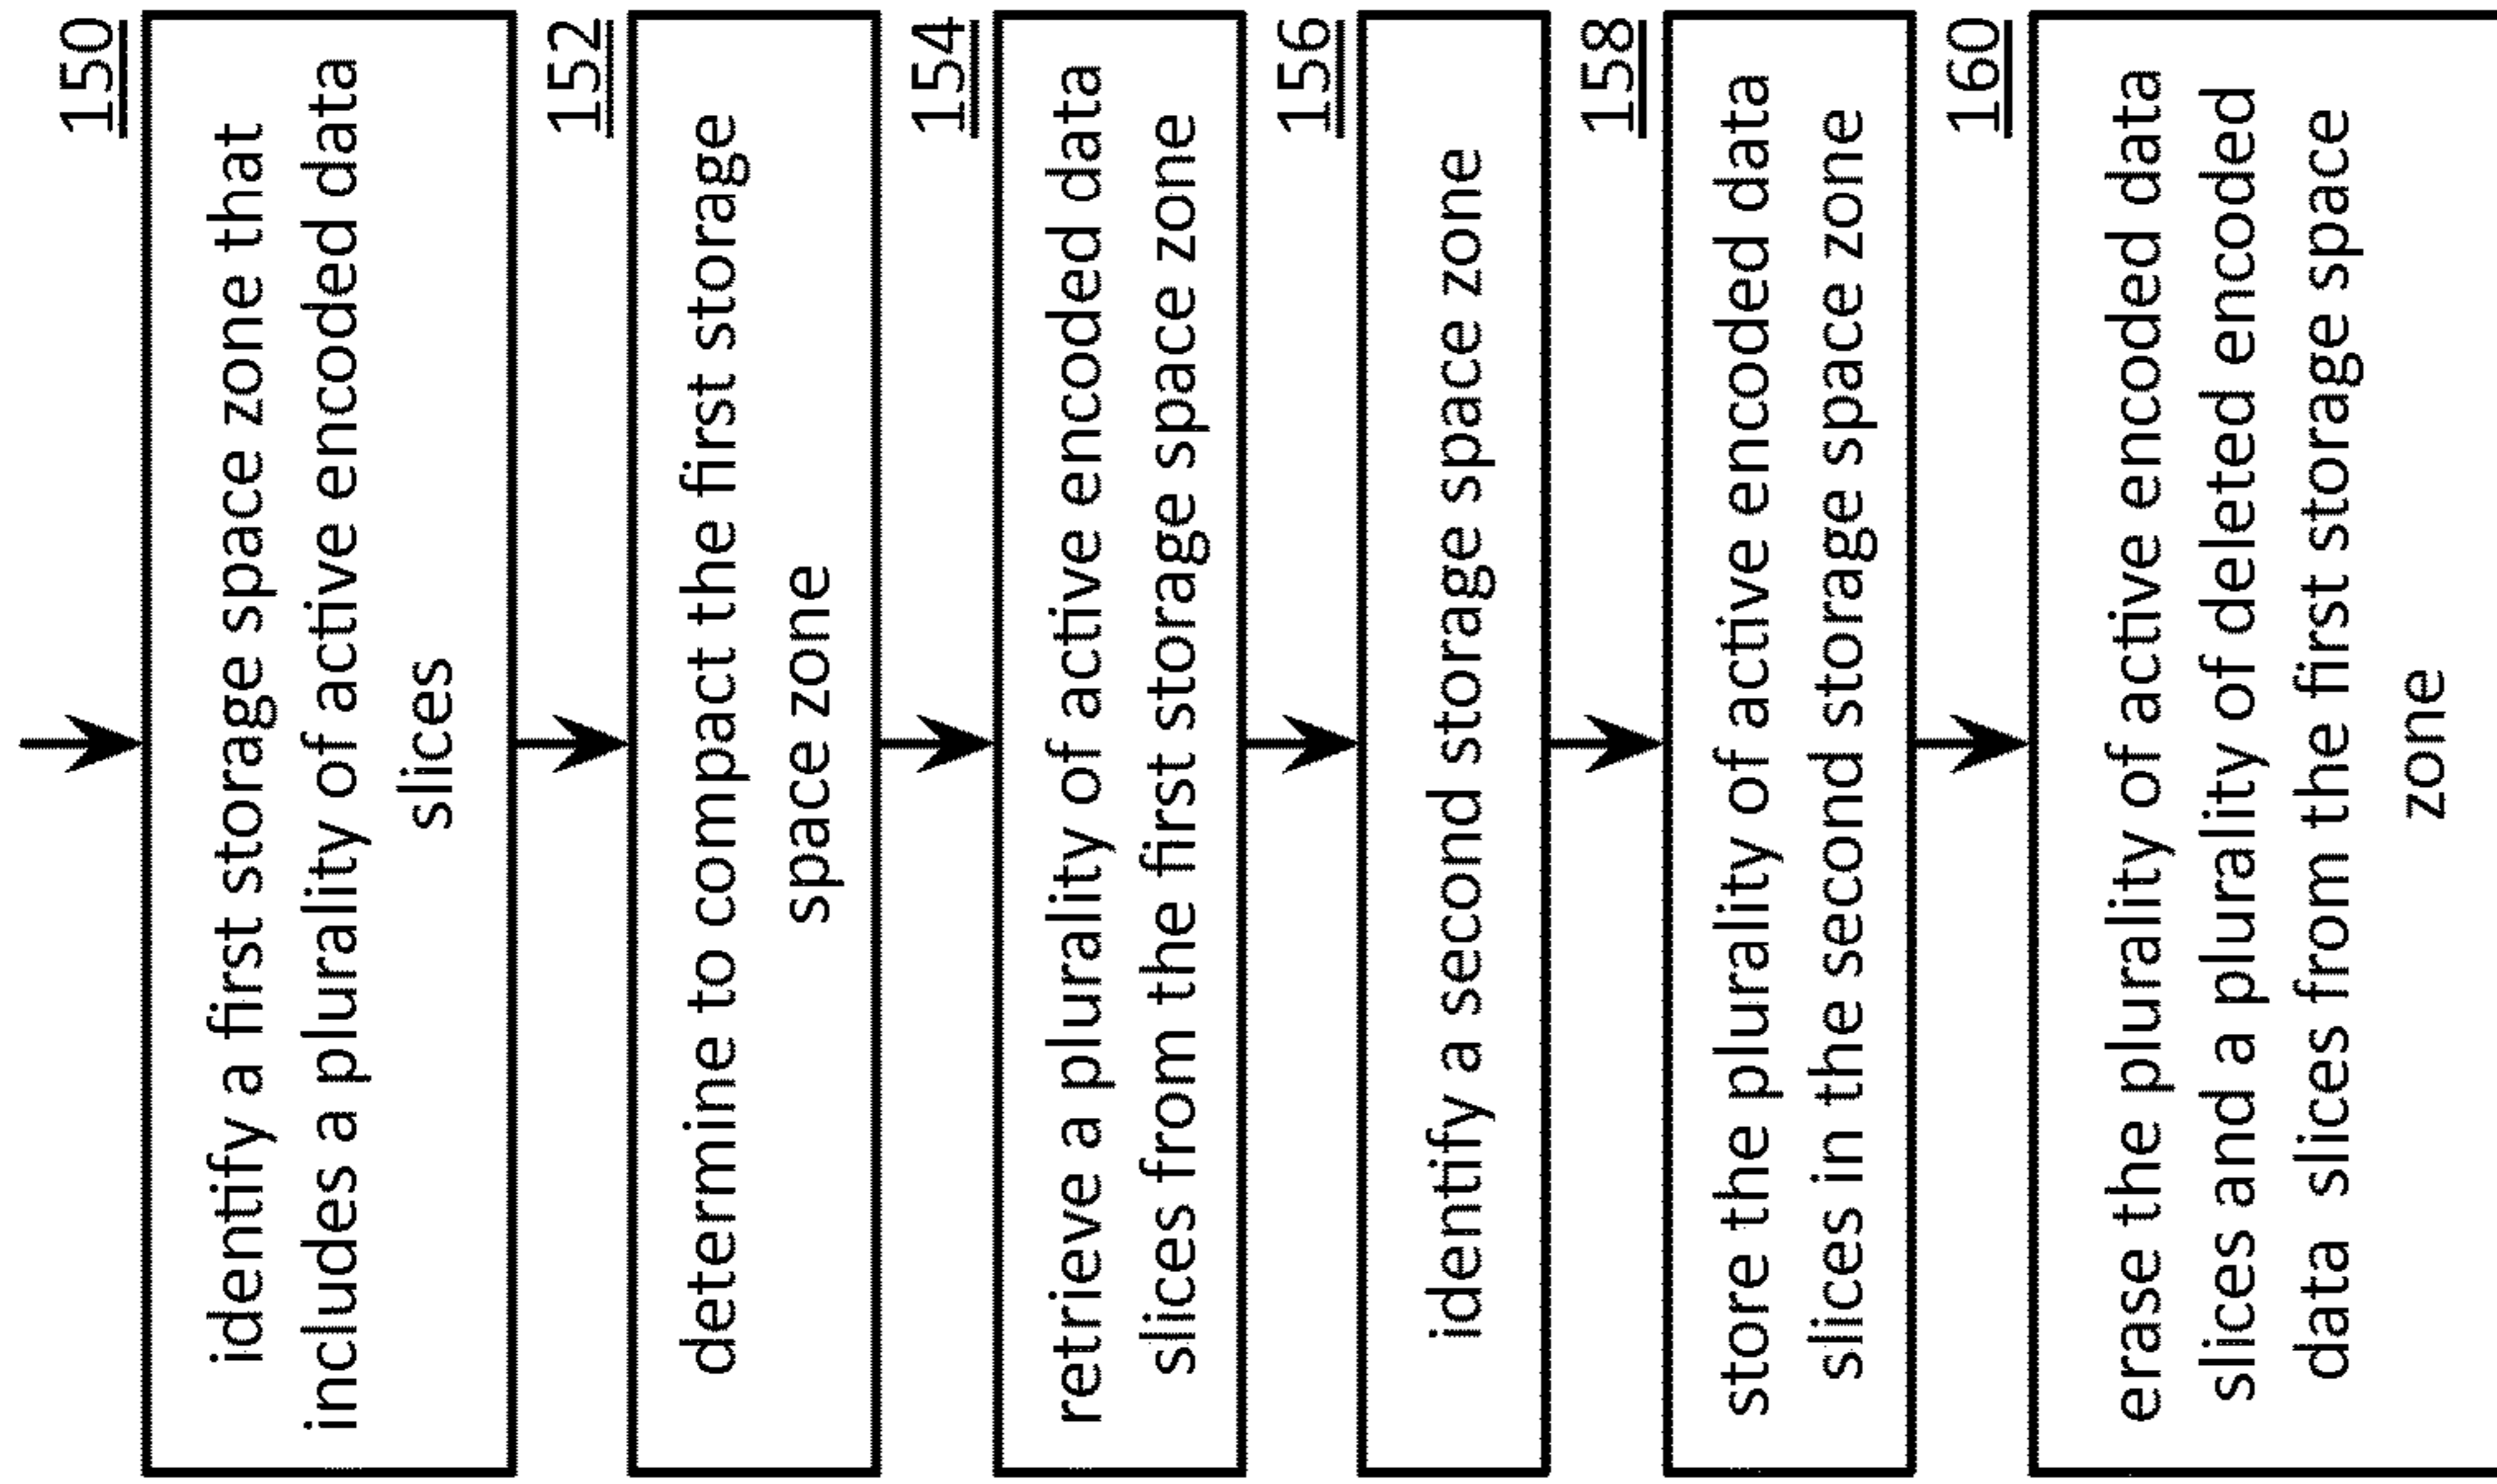 150
identify a first storage space zone that
includes a plurality of active encoded data
slices
152
determine to compact the first storage
space zone
154
retrieve a plurality of active encoded data
slices from the first storage space zone
156
identify a second storage space zone
158
store the plurality of active encoded data
slices in the second storage space zone
160
erase the plurality of active encoded data
slices and a plurality of deleted encoded
data  slices from the first storage space
zone